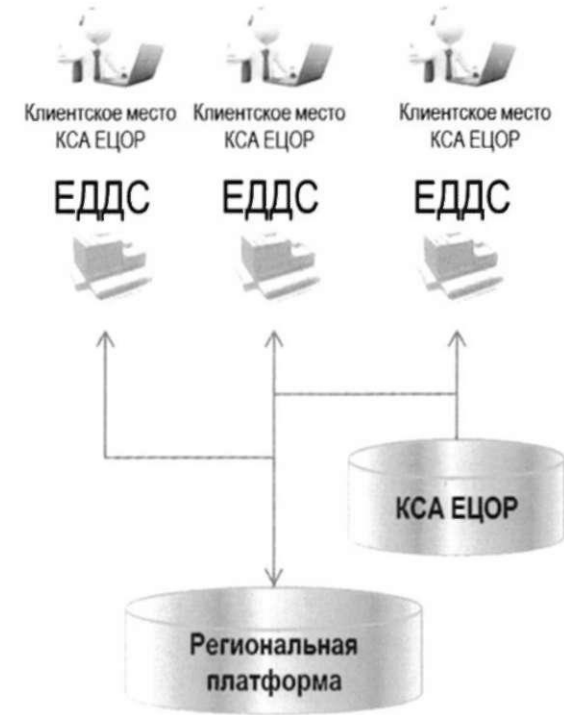 Клиентское место Клиентское место Клиентское место
КСА ЕЦОР КСА ЕЦОР КСА ЕЦОР
ЕДДС ЕДДС ЕДДС
КСА ЕЦОР
Региональная
платформа